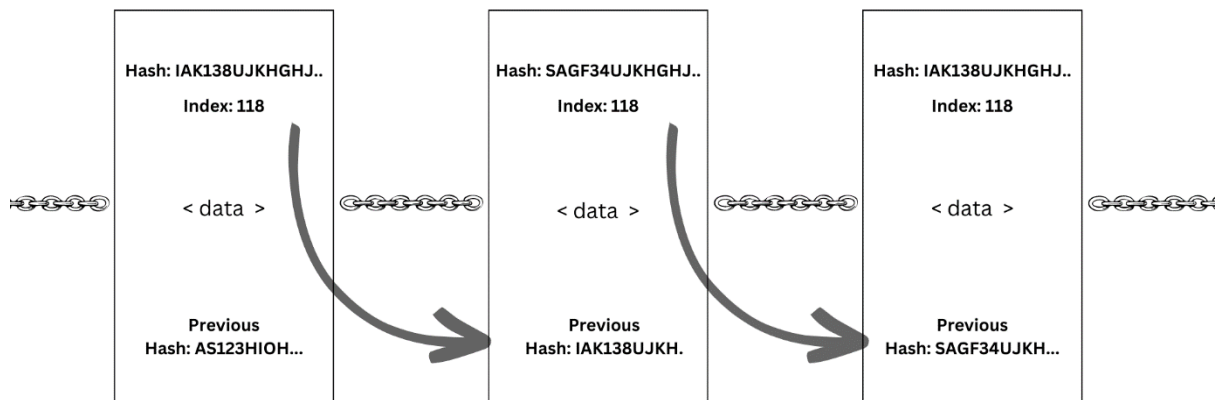 Hash: IAK138UJKHGHJ..
Index: 118
< data >
Previous
Hash: AS123HIOH...
Hash: SAGF34UJKHGHJ..
Index: 118
< data >
Previous
Hash: IAK138UJKH.
Hash: IAK138UJKHGHJ..
Index: 118
< data >
Previous
Hash: SAGF34UJKH...